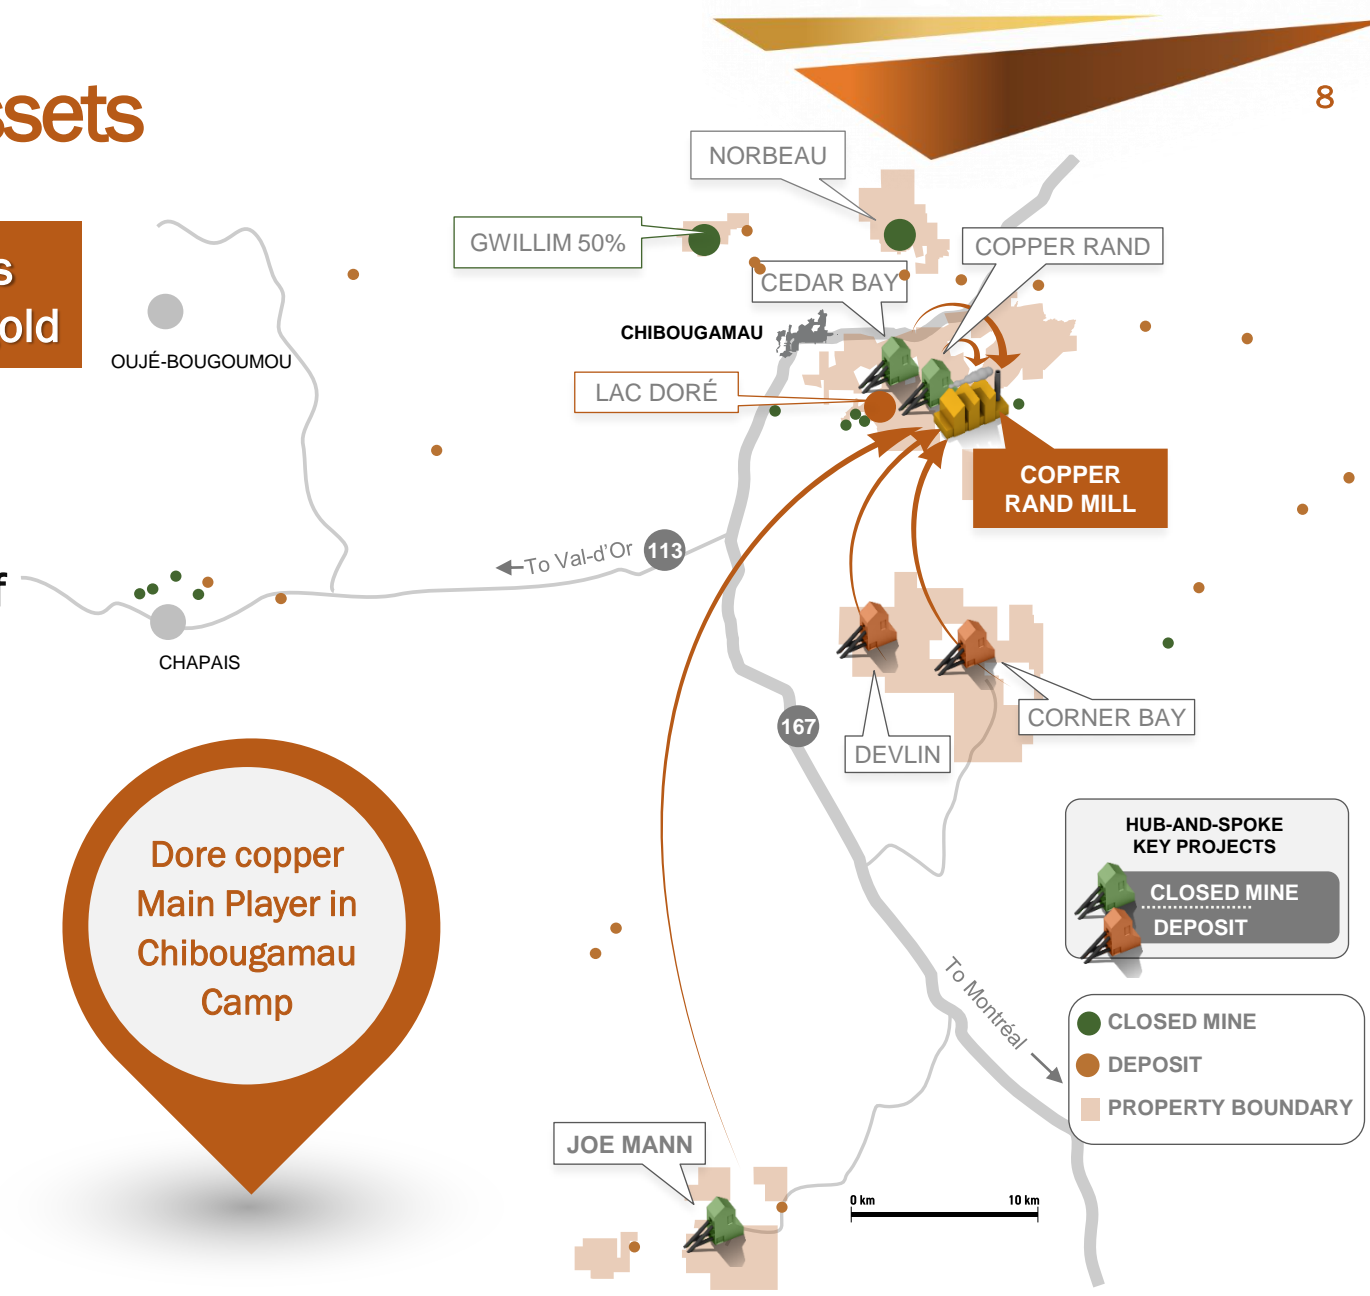 8
ssets
s
old
f
NORBEAU
GWILLIM 50%
COPPER RAND
CEDAR BAY
CHIBOUGAMAU
OUJÉ-BOUGOUMOU
LAC DORÉ
COPPER
RAND MILL
To Val-d'Or
113
CHAPAIS
167
CORNER BAY
DEVLIN
Dore copper
Main Player in
Chibougamau
Camp
HUB-AND-SPOKE
KEY PROJECTS
CLOSED MINE
DEPOSIT
To Montréal
CLOSED MINE
DEPOSIT
PROPERTY BOUNDARY
JOE MANN
0 km
10 km